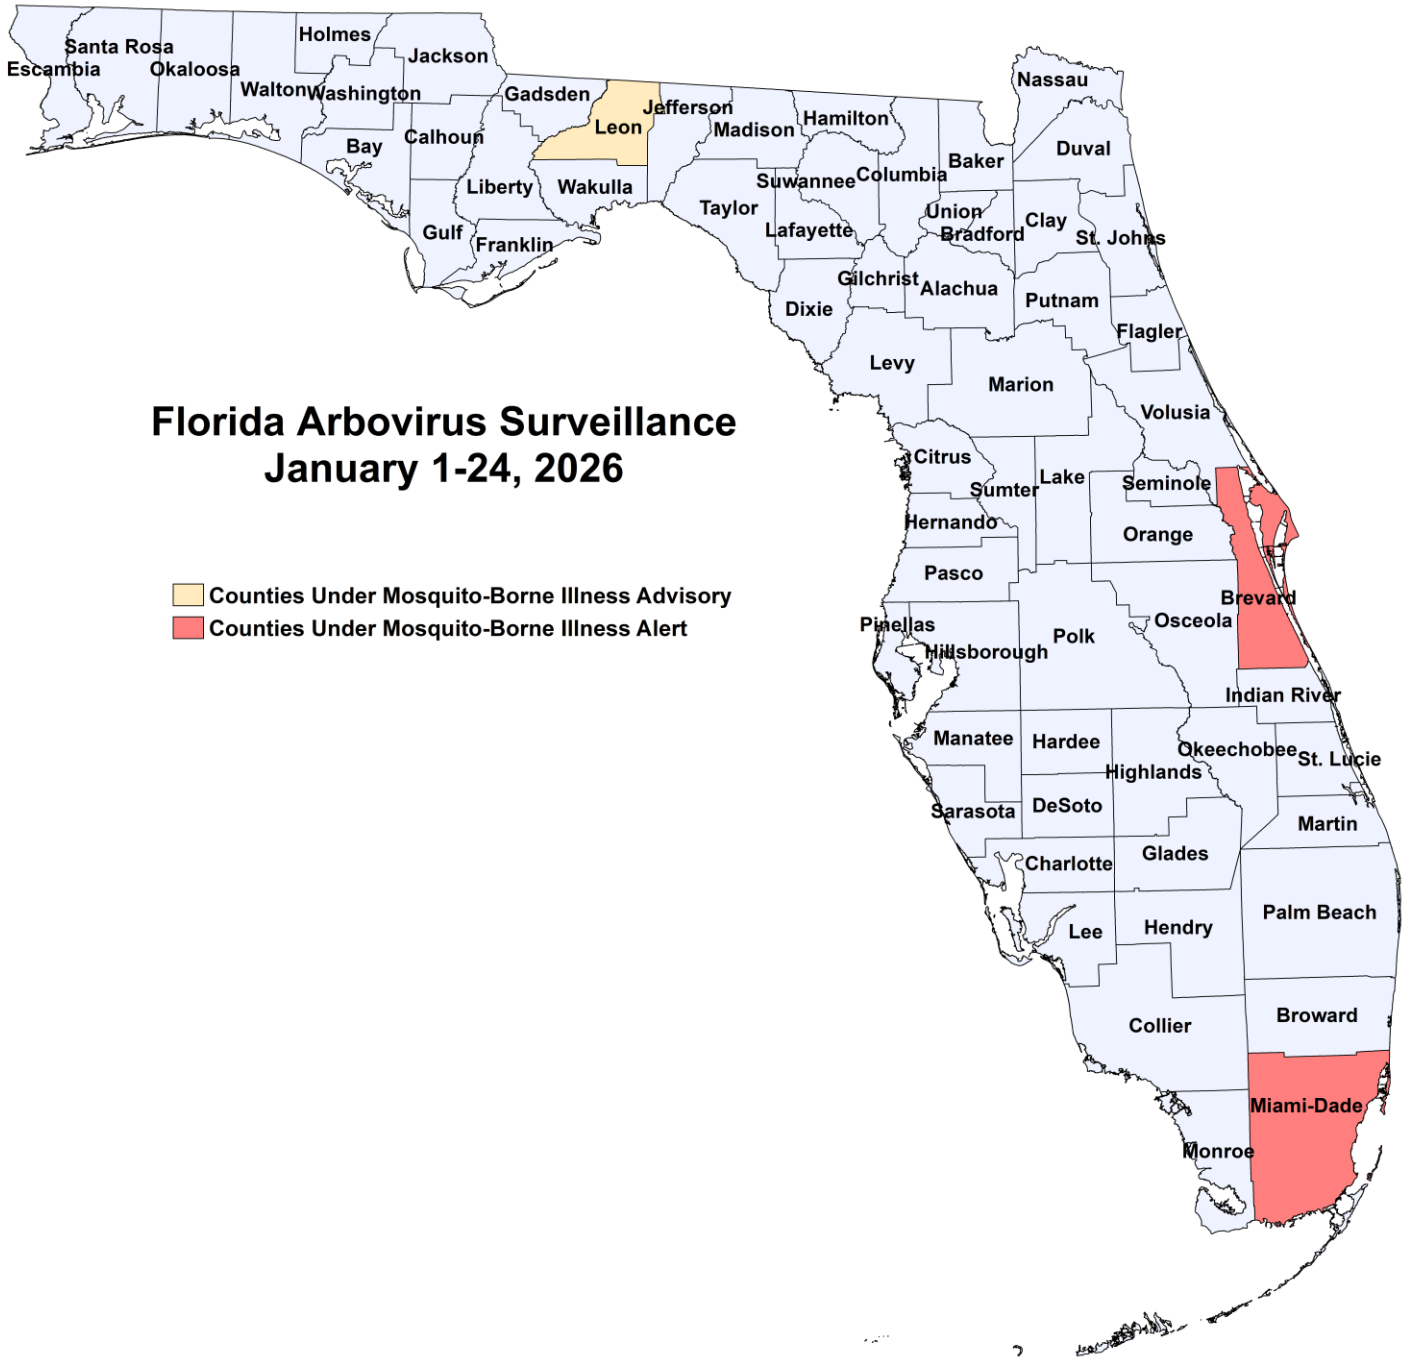 Holmes
Santa Rosa
Jackson
Escambia
Okaloosa
Walton
Washington
Gadsden
Nassau
Jefferson
Leon
Madison
Hamilton
Calhoun
Bay
Duval
Baker
Columbia
Suwannee
Liberty
Wakulla
Taylor
Union
Clay
Lafayette
Bradford
St. Johns
Gulf
Franklin
Gilchrist
Alachua
Putnam
Dixie
Flagler
Levy
Marion
Volusia
Florida Arbovirus Surveillance
January 1-24, 2026
Citrus
Sumter
Lake
Seminole
Hernando
Orange
Pasco
Counties Under Mosquito-Borne Illness Advisory
Counties Under Mosquito-Borne Illness Alert
Brevard
Osceola
Pinellas
Hillsborough
Polk
Indian River
Manatee
Hardee
Okeechobee
St. Lucie
Highlands
Sarasota
DeSoto
Martin
Charlotte
Glades
Palm Beach
Lee
Hendry
Collier
Broward
Miami-Dade
Monroe